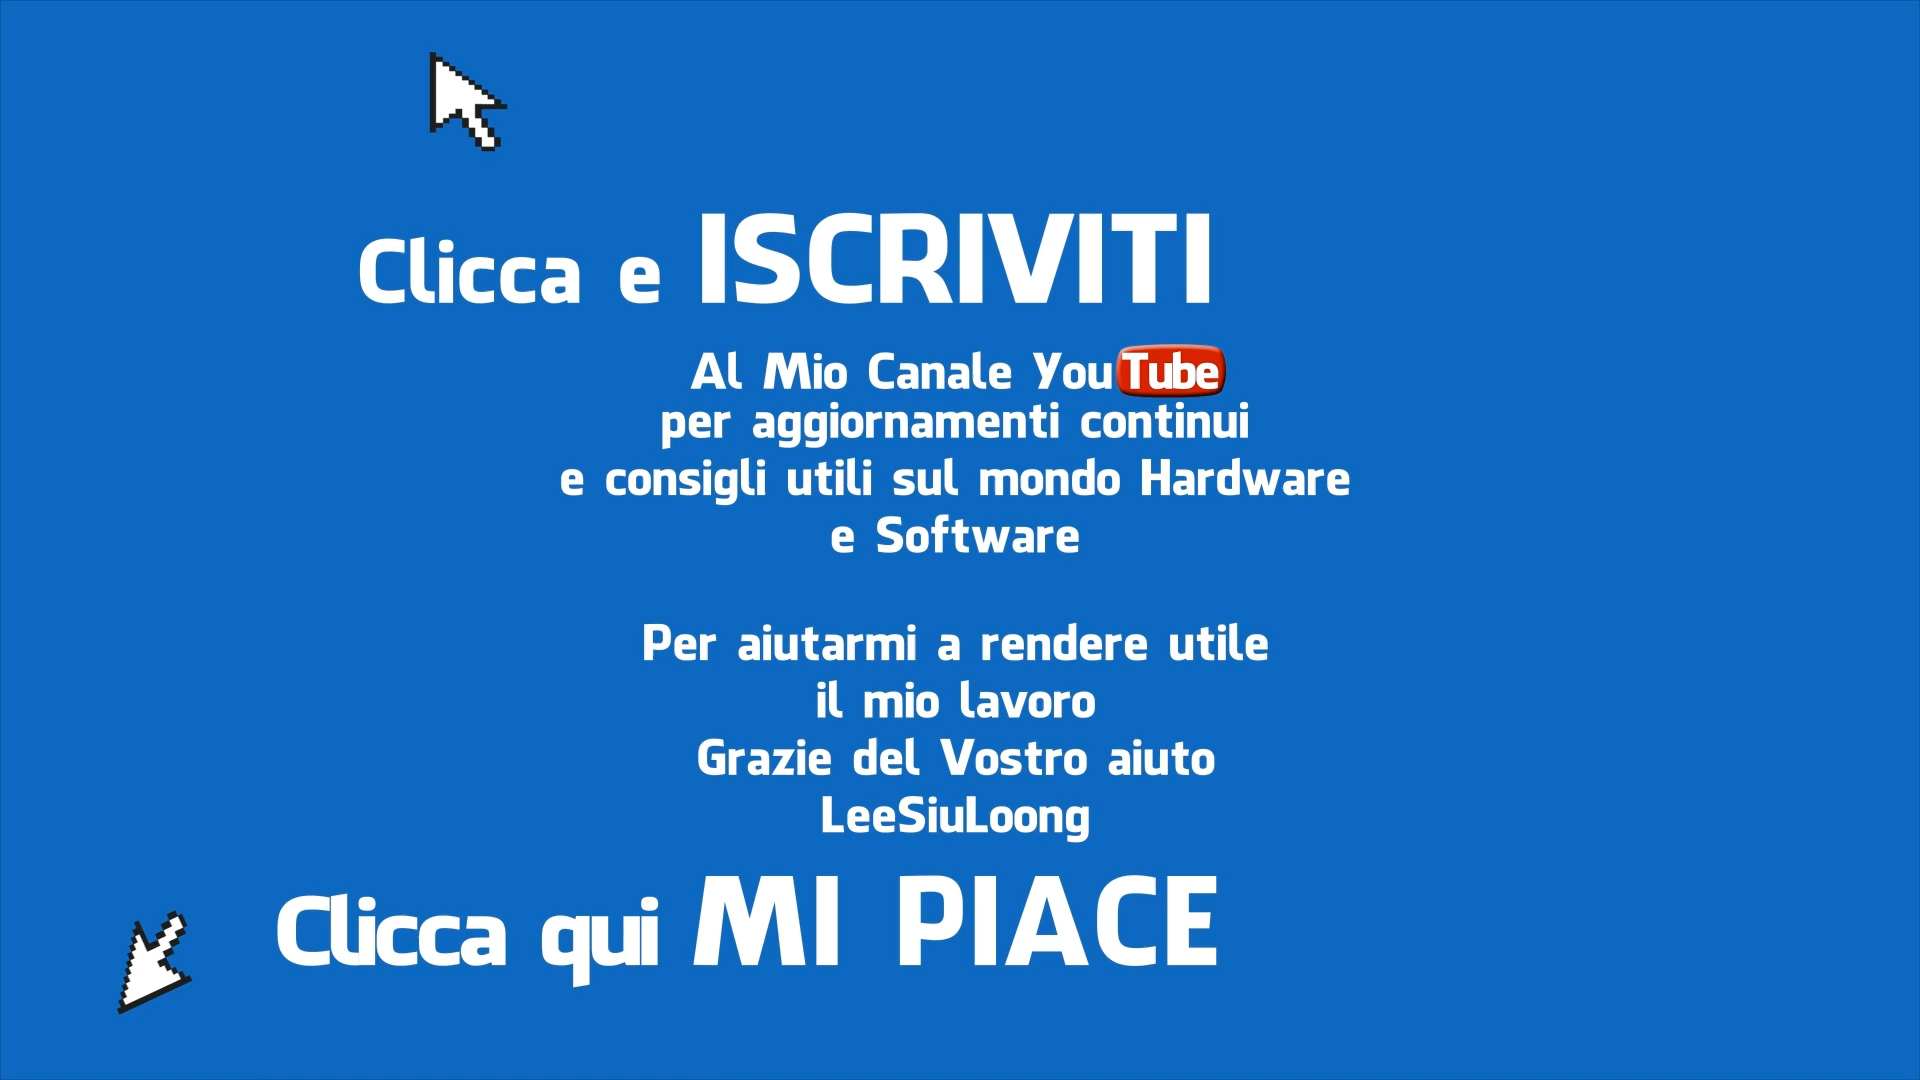 Clicca e ISCRIVITI
Al Mio Canale YouTube
per aggiornamenti continui
e consigli utili sul mondo Hardware
e Software
Per aiutarmi a rendere utile
il mio lavoro
Grazie del Vostro aiuto
LeeSiuLoong
Clicca qui MI PIACE